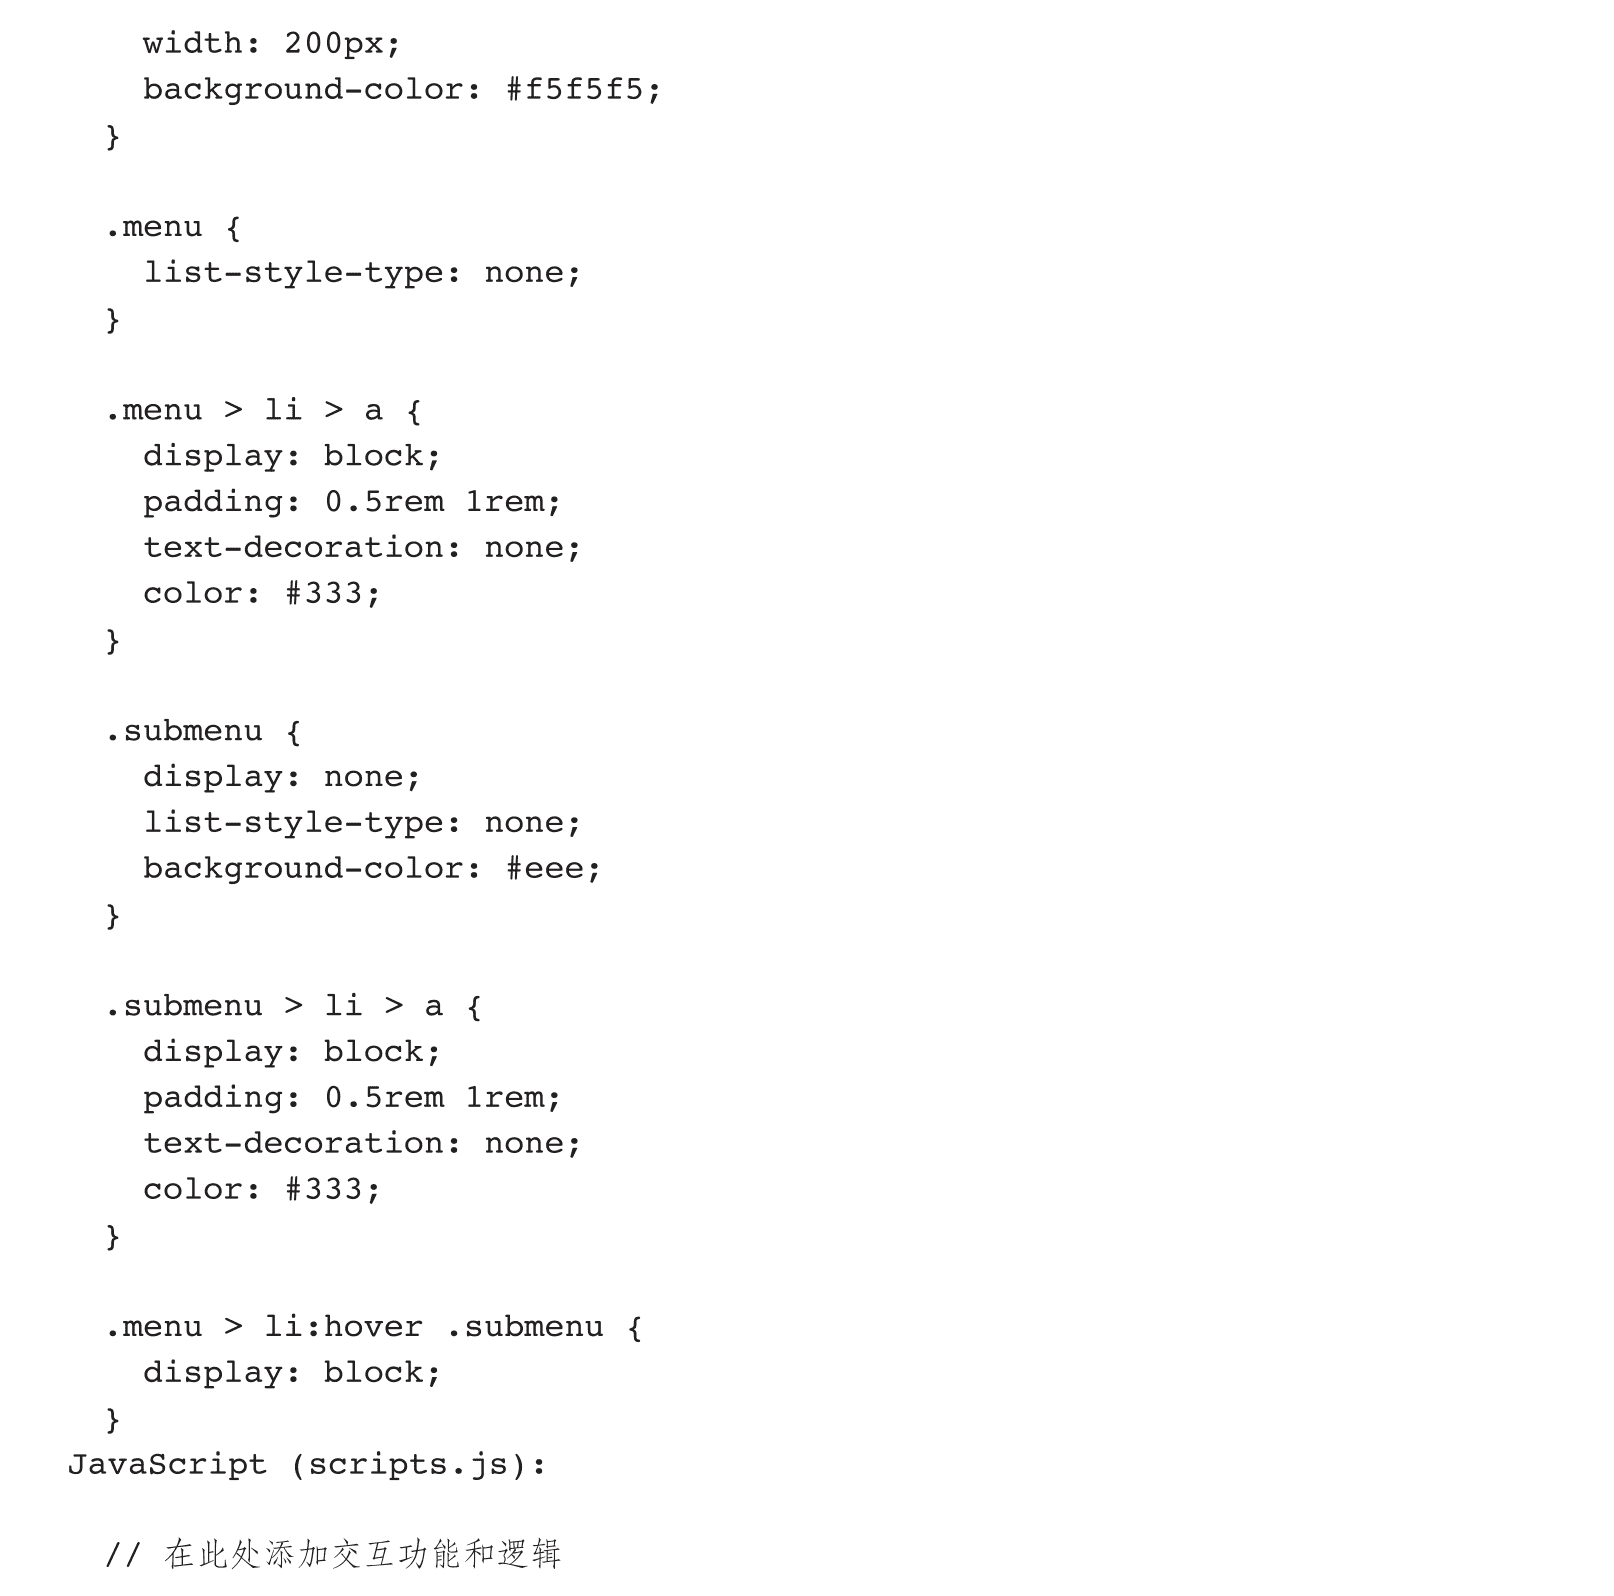 width: 200px;
background-color: #f5f5f5;
}
.menu {
list-style-type: none;
}
.menu > li > a {
display: block;
padding: 0.5rem 1rem;
text-decoration: none;
color: #333;
}
.submenu {
display: none;
list-style-type: none;
background-color: #eee;
}
.submenu > li > a {
display: block;
padding: 0.5rem 1rem;
text-decoration: none;
color: #333;
}
.menu > li:hover .submenu {
display: block;
}
JavaScript (scripts.js):
// 在此处添加交互功能和逻辑